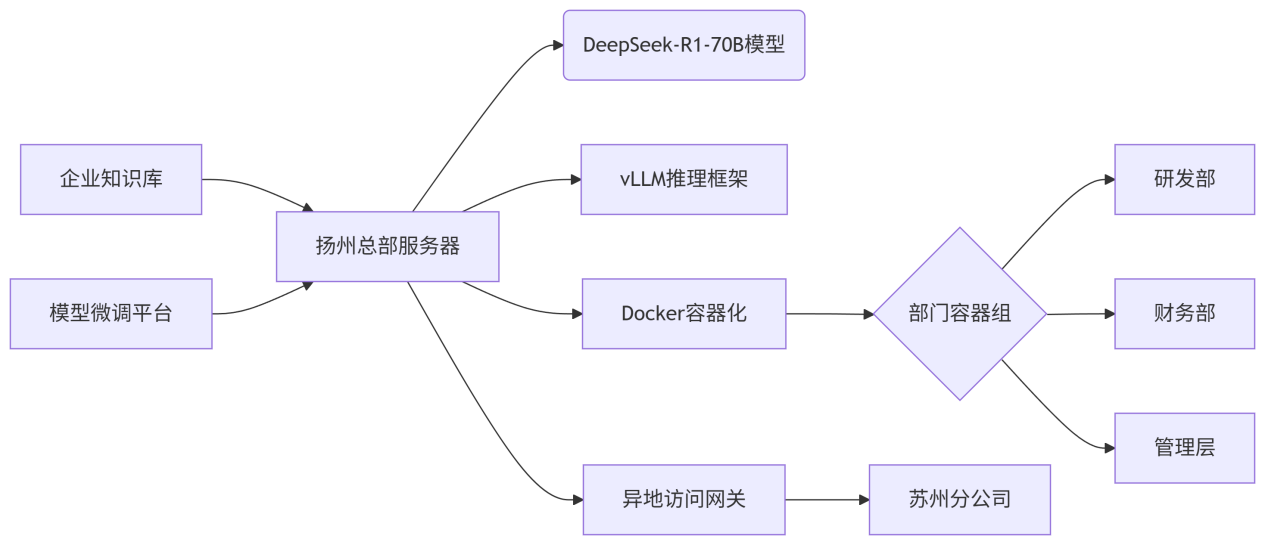 DeepSeek-R1-70B模型
企业知识库
vLLM推理框架
研发部
扬州总部服务器
模型微调平台
Docker容器化
部门容器组
财务部
管理层
异地访问网关
苏州分公司